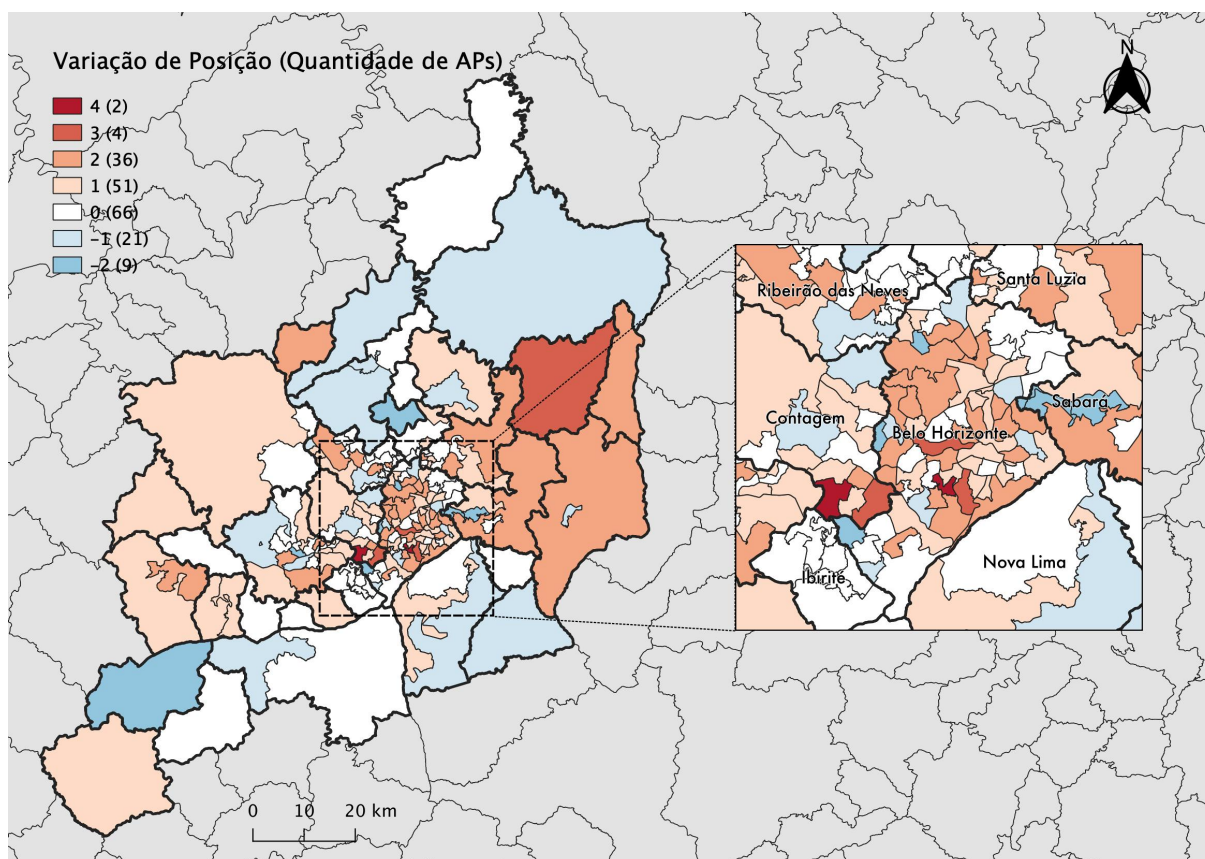 Variação de Posição (Quantidade de APs)
4 (2)
3 (4)
2 (36)
1 (51)
0 (66)
−1 (21)
−2 (9)
N
Ribeirão das Neves
Santa Luzia
Contagem
Sabará
Belo Horizonte
Ibirité
Nova Lima
0 10 20 km